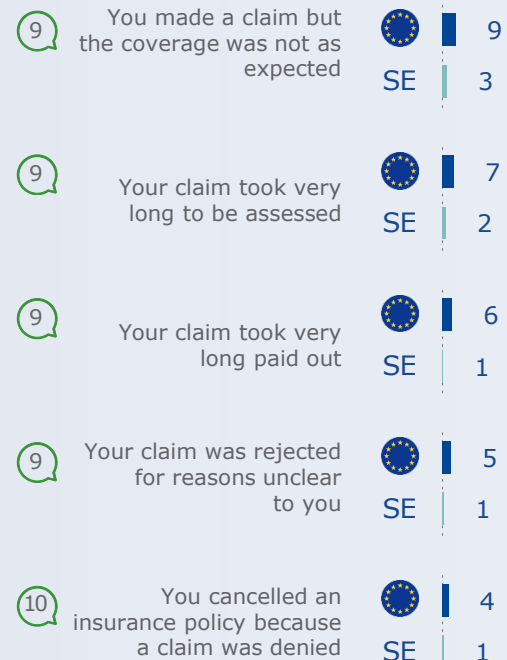 9
You made a claim but
the coverage was not as
expected
9
SE
3
9
Your claim took very
long to be assessed
7
SE
2
9
Your claim took very
long paid out
6
SE
1
9
Your claim was rejected
for reasons unclear
to you
5
SE
1
10
You cancelled an
insurance policy because
a claim was denied
4
SE
1